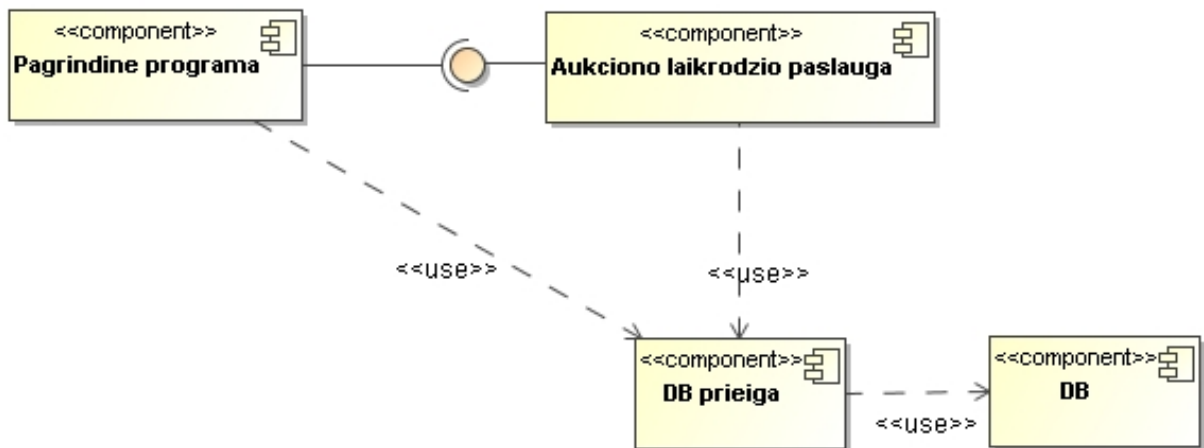 <<component>>
Pagrindine programa
<<component>>
Aukciono laikrodzio paslauga
<<use>>
<<use>>
<<component>>
DB prieiga
<<component>>
DB
<<use>>